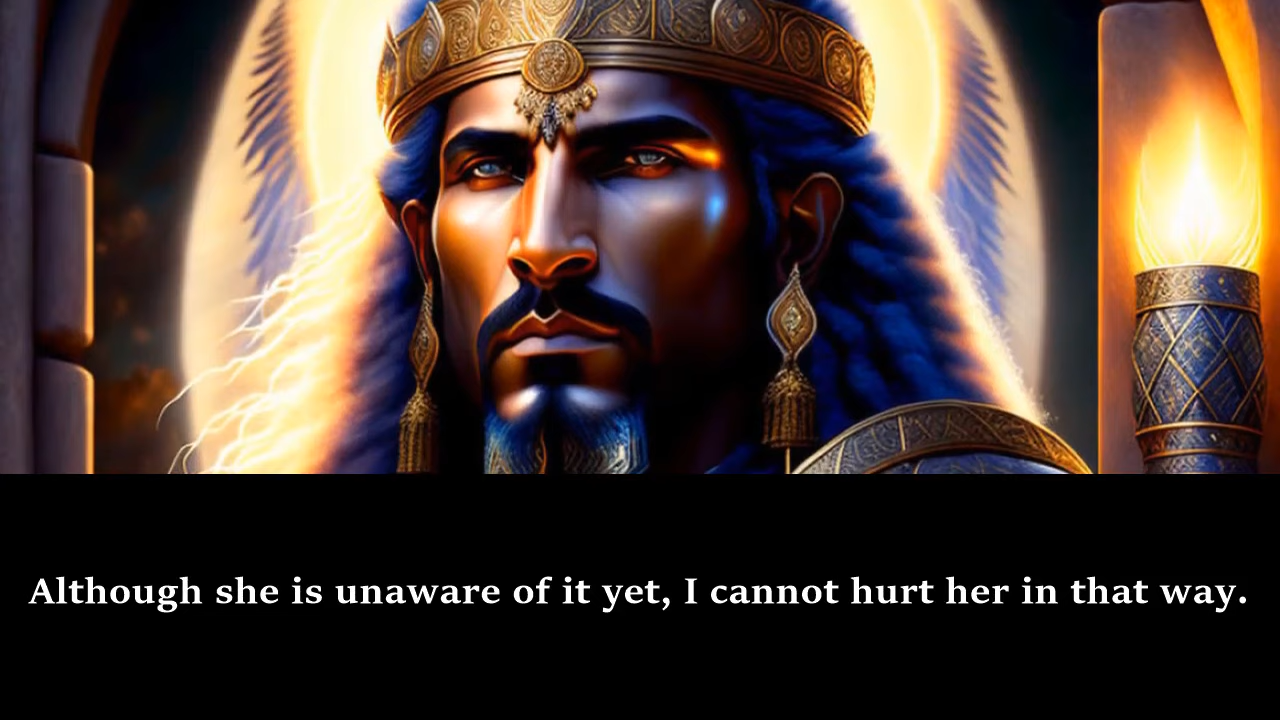 Although she is unaware of it yet, I cannot hurt her in that way.